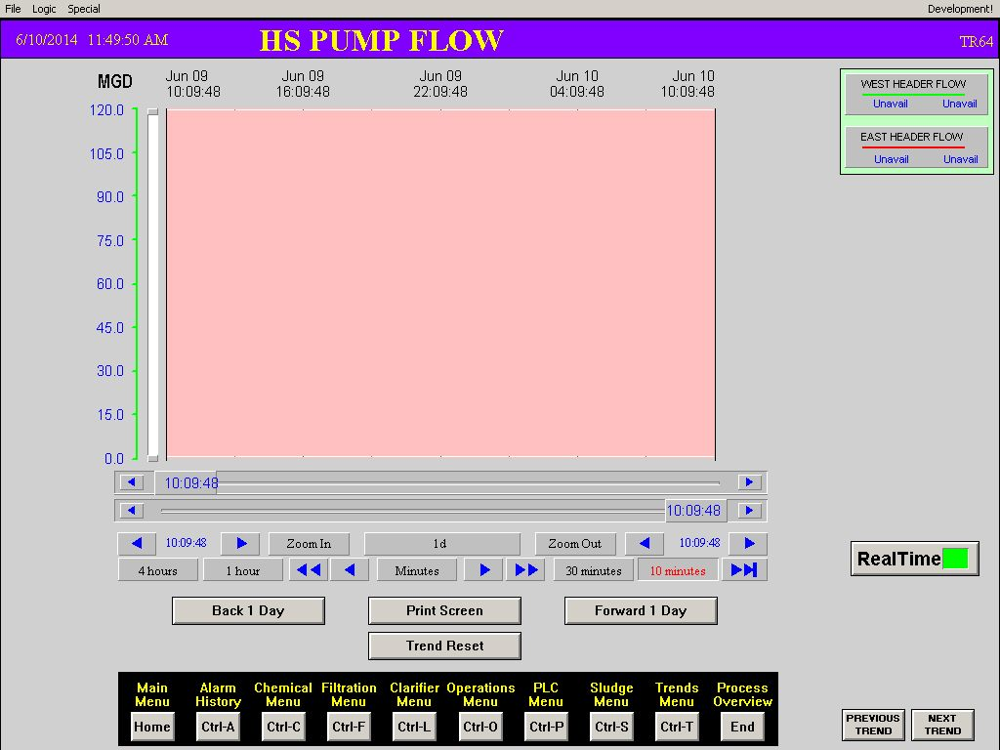 File Logic Special Development!
6/10/2014 11:49:50 AM HS PUMP FLOW TR64
MGD
Jun 09 Jun 09 Jun 09 Jun 10 Jun 10
10:09:48 16:09:48 22:09:48 04:09:48 10:09:48
120.0
105.0
90.0
75.0
60.0
45.0
30.0
15.0
0.0
WEST HEADER FLOW
Unavail Unavail
EAST HEADER FLOW
Unavail Unavail
10:09:48
10:09:48
10:09:48 Zoom In 1d Zoom Out 10:09:48
4 hours 1 hour Minutes 30 minutes 10 minutes
RealTime
Back 1 Day Print Screen Forward 1 Day
Trend Reset
Main Alarm Chemical Filtration Clarifier Operations PLC Sludge Trends Process
Menu History Menu Menu Menu Menu Menu Menu Menu Overview
Home Ctrl-A Ctrl-C Ctrl-F Ctrl-L Ctrl-O Ctrl-P Ctrl-S Ctrl-T End
PREVIOUS NEXT
TREND TREND